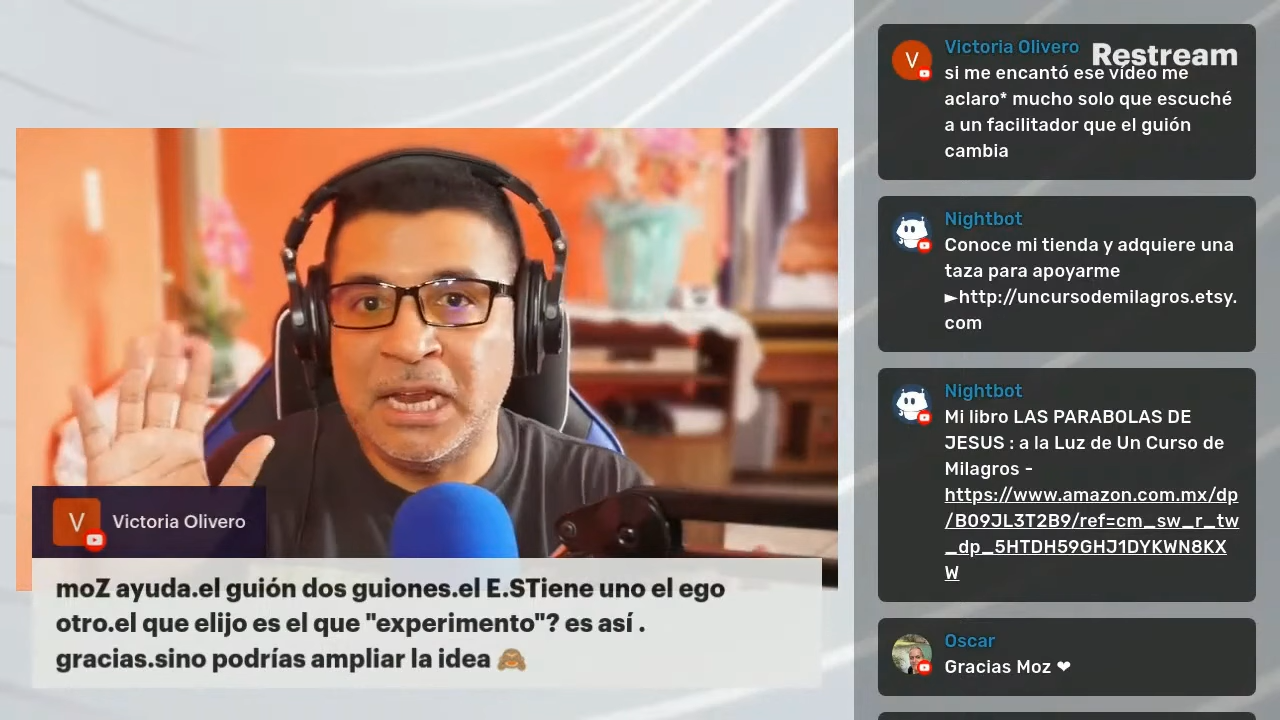 Victoria Olivero
moZ ayuda.el guión dos guiones.el E.STiene uno el ego
otro.el que elijo es el que "experimento"? es así .
gracias.sino podrías ampliar la idea 🙈
V
V
Victoria Olivero
Restream
si me encantó ese vídeo me
aclaro* mucho solo que escuché
a un facilitador que el guión
cambia
Nightbot
Conoce mi tienda y adquiere una
taza para apoyarme
►http://uncursodemilagros.etsy.
com
Nightbot
Mi libro LAS PARABOLAS DE
JESUS : a la Luz de Un Curso de
Milagros -
https://www.amazon.com.mx/dp
/B09JL3T2B9/ref=cm_sw_r_tw
_dp_5HTDH59GHJ1DYKWN8KX
W
Oscar
Gracias Moz ❤